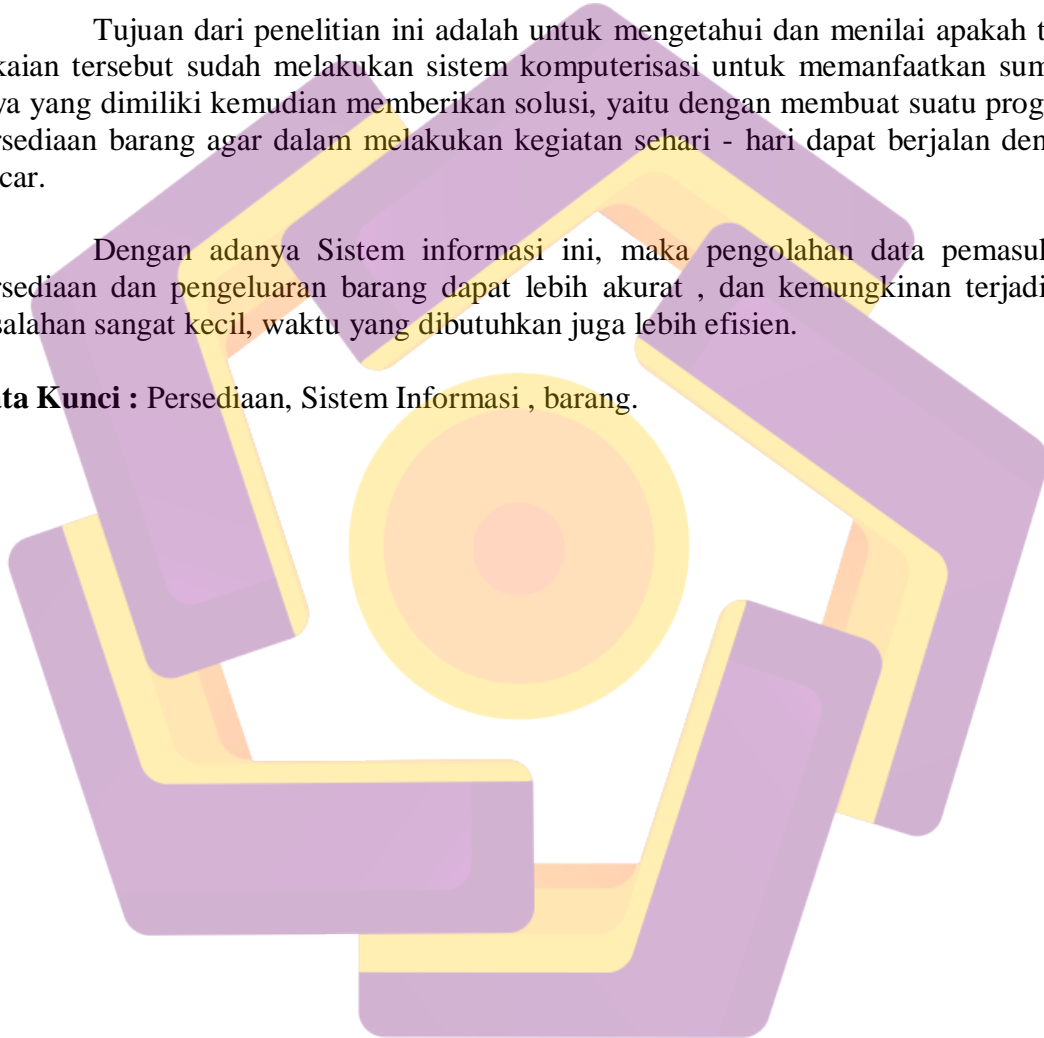 Tujuan dari penelitian ini adalah untuk mengetahui dan menilai apakah t
kaian tersebut sudah melakukan sistem komputerisasi untuk memanfaatkan sum
ya yang dimiliki kemudian memberikan solusi, yaitu dengan membuat suatu prog
rsediaan barang agar dalam melakukan kegiatan sehari - hari dapat berjalan den
car.
Dengan adanya Sistem informasi ini, maka pengolahan data pemasul
rsediaan dan pengeluaran barang dapat lebih akurat , dan kemungkinan terjadi
salahan sangat kecil, waktu yang dibutuhkan juga lebih efisien.
ta Kunci : Persediaan, Sistem Informasi , barang.